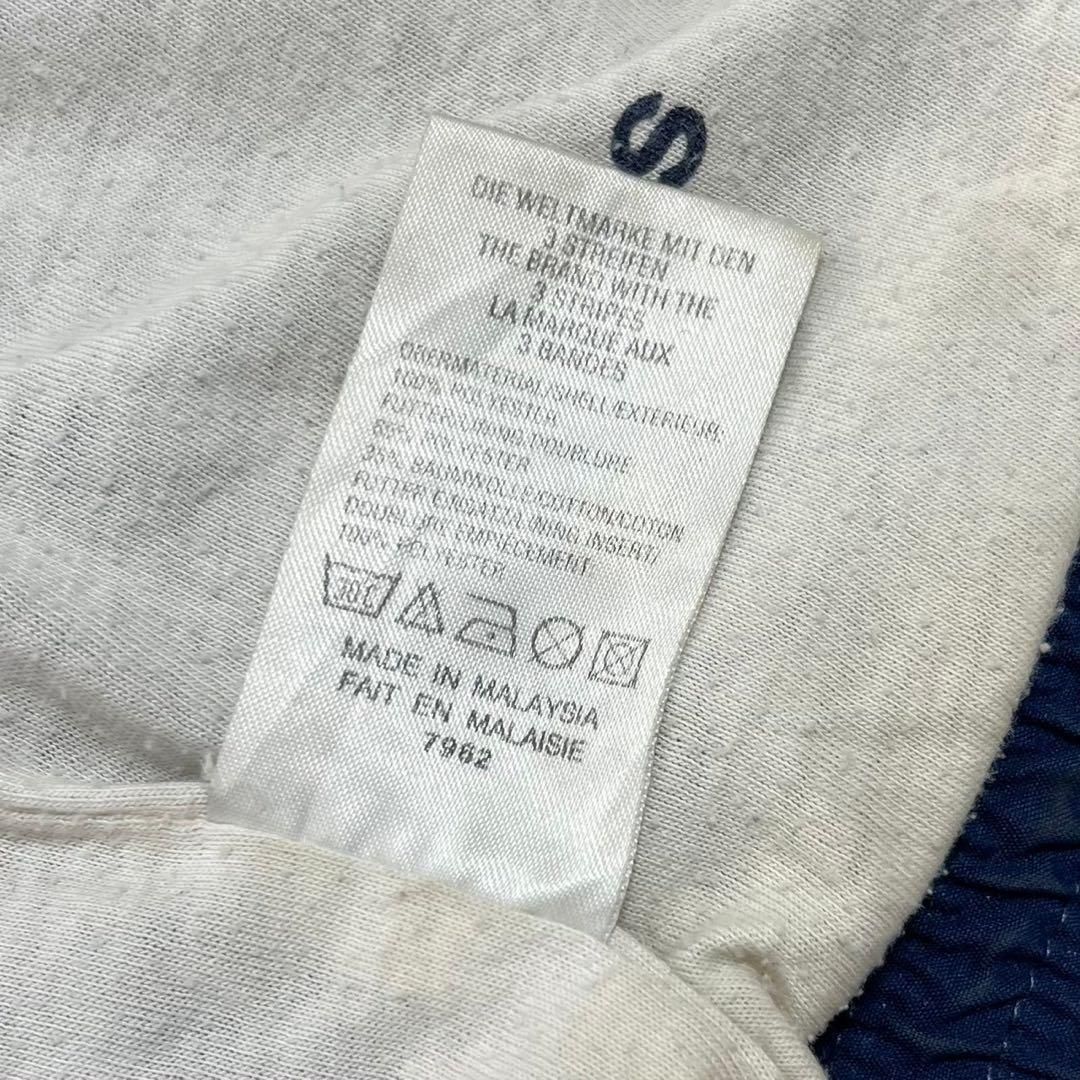 S
DIE WELTMARKE MIT DEN
3 STREIFEN
THE BRAND WITH THE
3 STRIPES
LA MARQUE AUX
3 BANDES
OBERMATERIAL/SHELL/EXTERIEUR:
100% POLYESTER
FUTTER/LINING/DOUBLURE
65% POLYESTER
35% BAUMWOLLE/COTTON/COTON
FUTTER EINSATZ/LINING INSERT/
DOUBLURE EMPIECEMENT
100% POLYESTER
30
MADE IN MALAYSIA
FAIT EN MALAISIE
7962